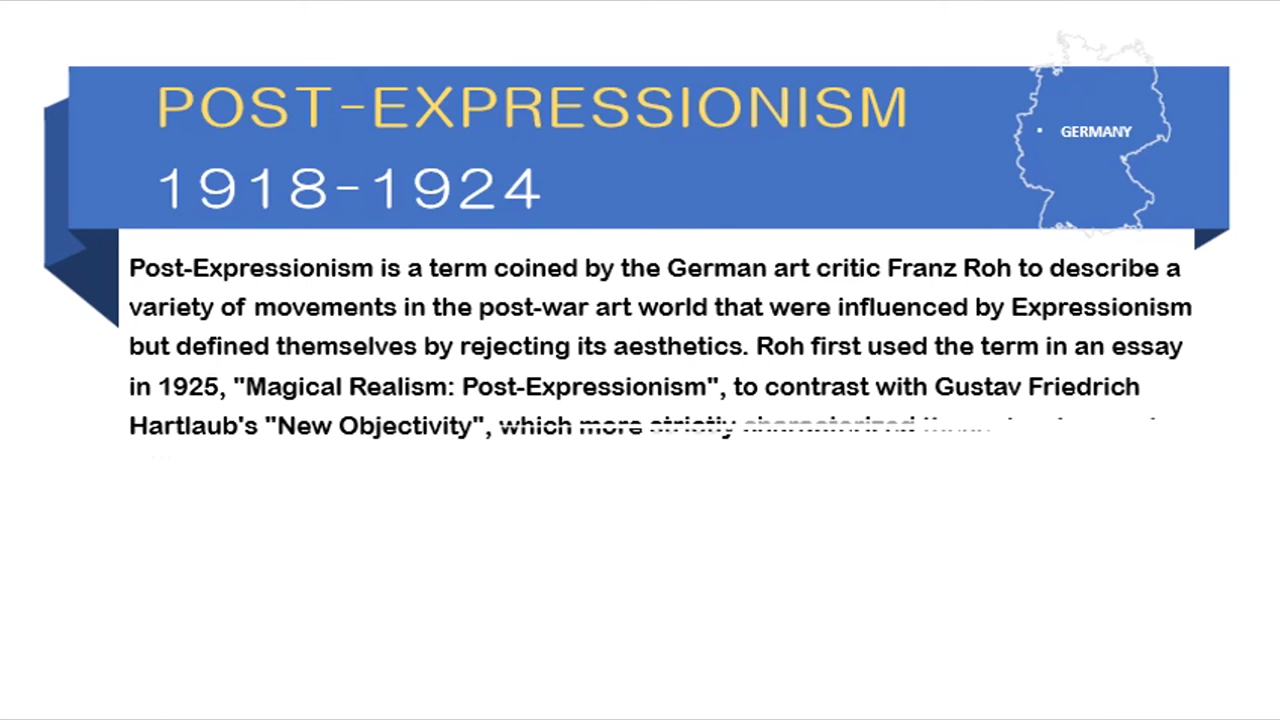 POST-EXPRESSIONISM
1918-1924
GERMANY
Post-Expressionism is a term coined by the German art critic Franz Roh to describe a
variety of movements in the post-war art world that were influenced by Expressionism
but defined themselves by rejecting its aesthetics. Roh first used the term in an essay
in 1925, "Magical Realism: Post-Expressionism", to contrast with Gustav Friedrich
Hartlaub's "New Objectivity", which more strictly characterized